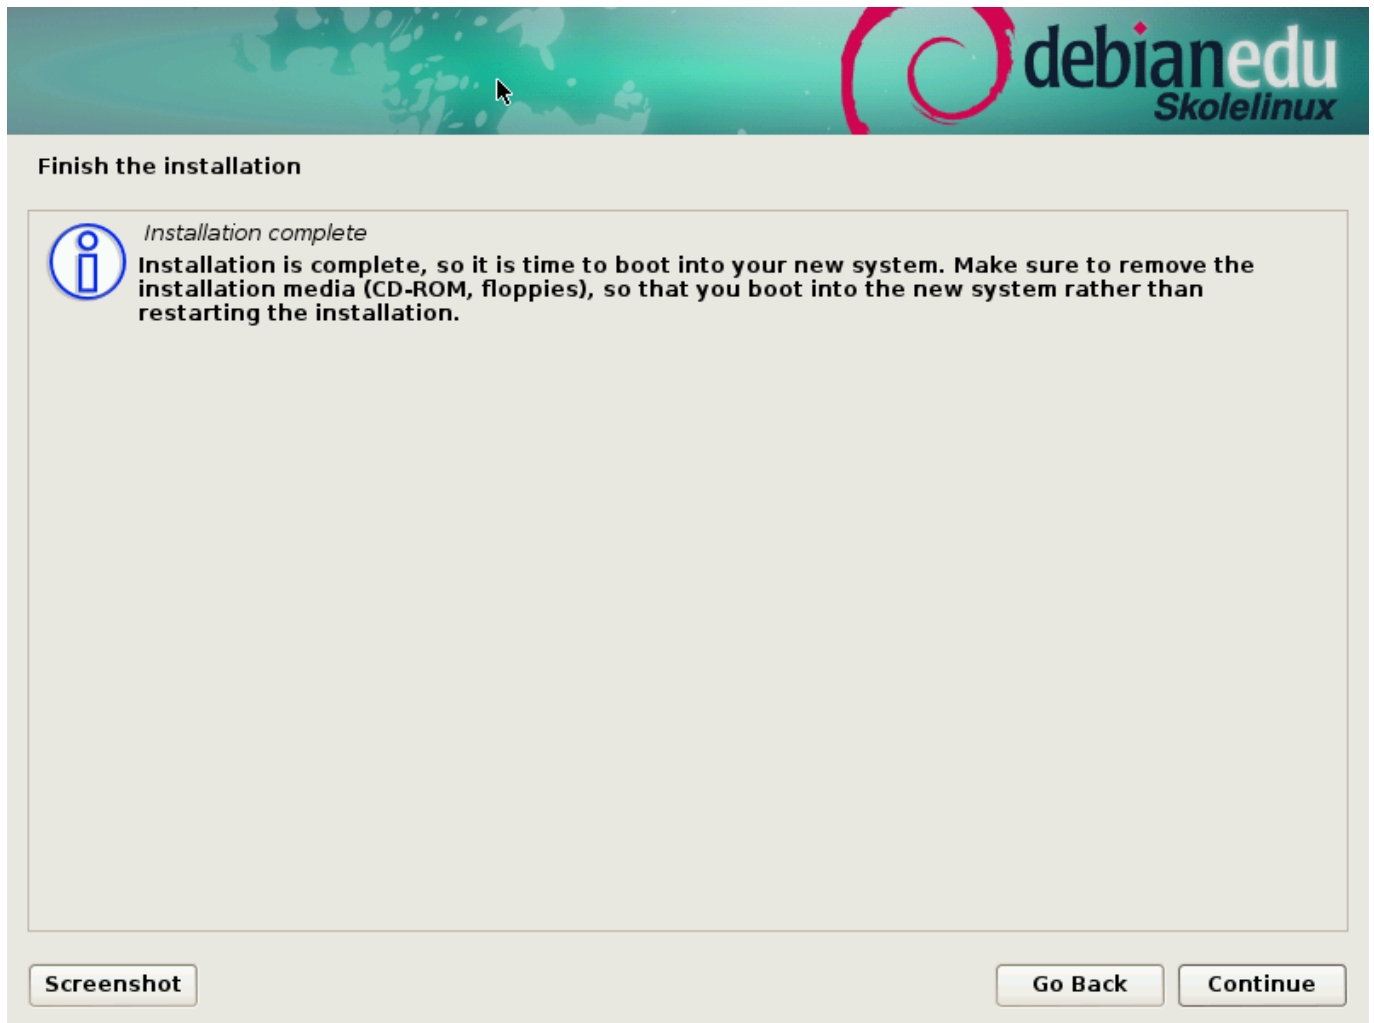 debianedu
Skolelinux
Finish the installation
Installation complete
Installation is complete, so it is time to boot into your new system. Make sure to remove the
installation media (CD-ROM, floppies), so that you boot into the new system rather than
restarting the installation.
Screenshot
Go Back
Continue